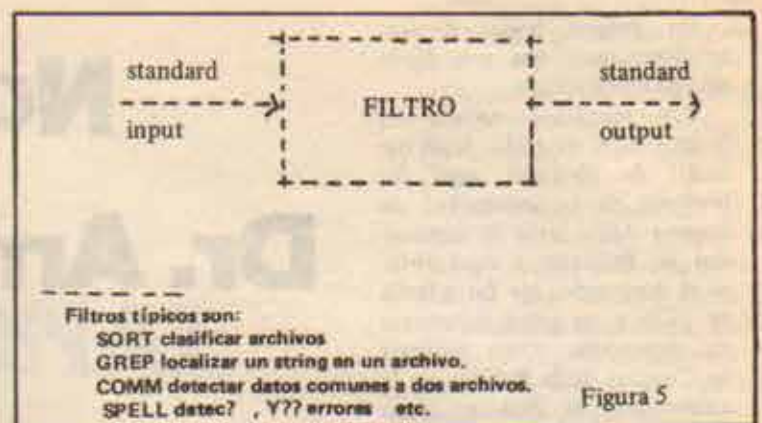 standard
input
FILTRO
standard
output
Filtros típicos son:
SORT clasificar archivos
GREP localizar un string en un archivo.
COMM detectar datos comunes a dos archivos.
SPELL detec? , Y?? errores etc.
Figura 5